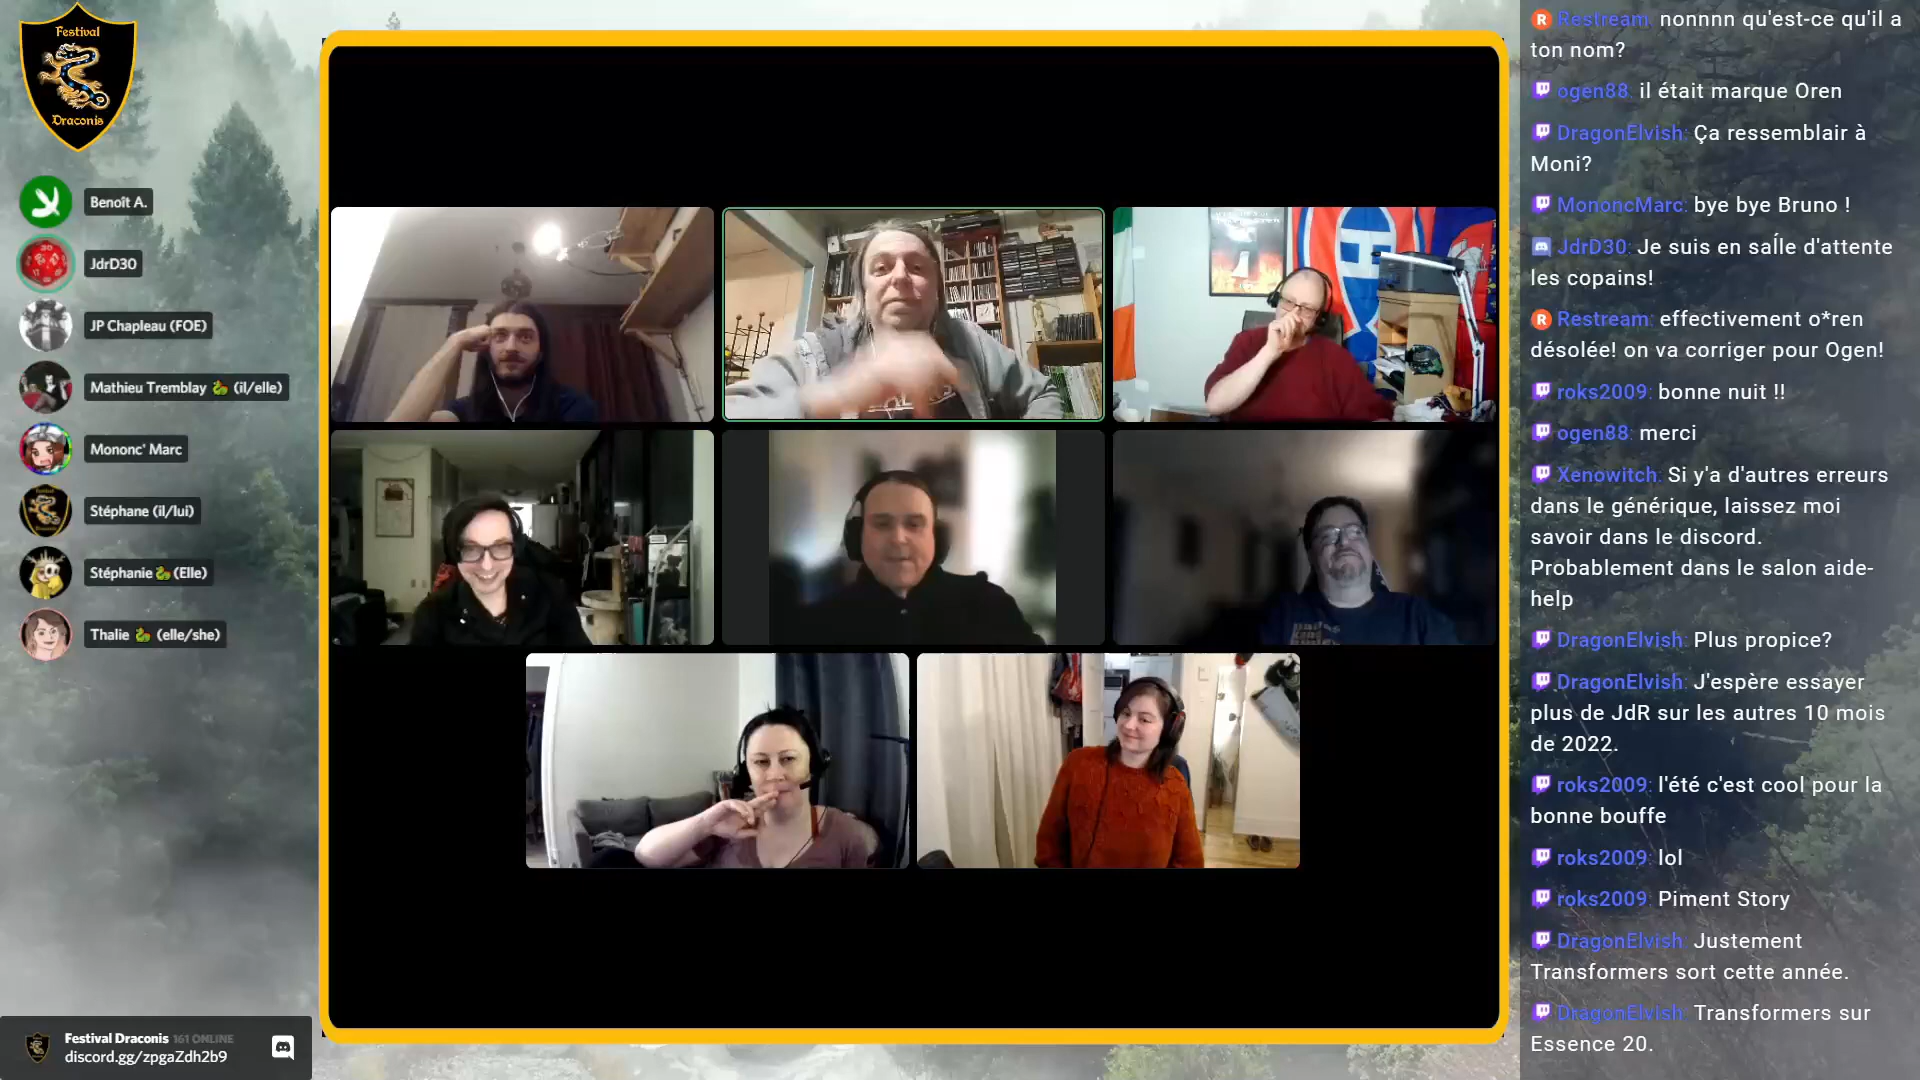 Festival
Draconis
Benoît A.
JdrD30
JP Chapleau (FOE)
Mathieu Tremblay 🐉 (il/elle)
Mononc' Marc
Stéphane (il/lui)
Stéphanie 🐉 (Elle)
Thalie 🐉 (elle/she)
Festival Draconis 161 ONLINE
discord.gg/zpgaZdh2b9
Restream: nonnnn qu'est-ce qu'il a
ton nom?
ogen88: il était marque Oren
DragonElvish: Ça ressemblair à
Moni?
MononcMarc: bye bye Bruno !
JdrD30: Je suis en salle d'attente
les copains!
Restream: effectivement o*ren
désolée! on va corriger pour Ogen!
roks2009: bonne nuit !!
ogen88: merci
Xenowitch: Si y'a d'autres erreurs
dans le générique, laissez moi
savoir dans le discord.
Probablement dans le salon aide-
help
DragonElvish: Plus propice?
DragonElvish: J'espère essayer
plus de JdR sur les autres 10 mois
de 2022.
roks2009: l'été c'est cool pour la
bonne bouffe
roks2009: lol
roks2009: Piment Story
DragonElvish: Justement
Transformers sort cette année.
DragonElvish: Transformers sur
Essence 20.